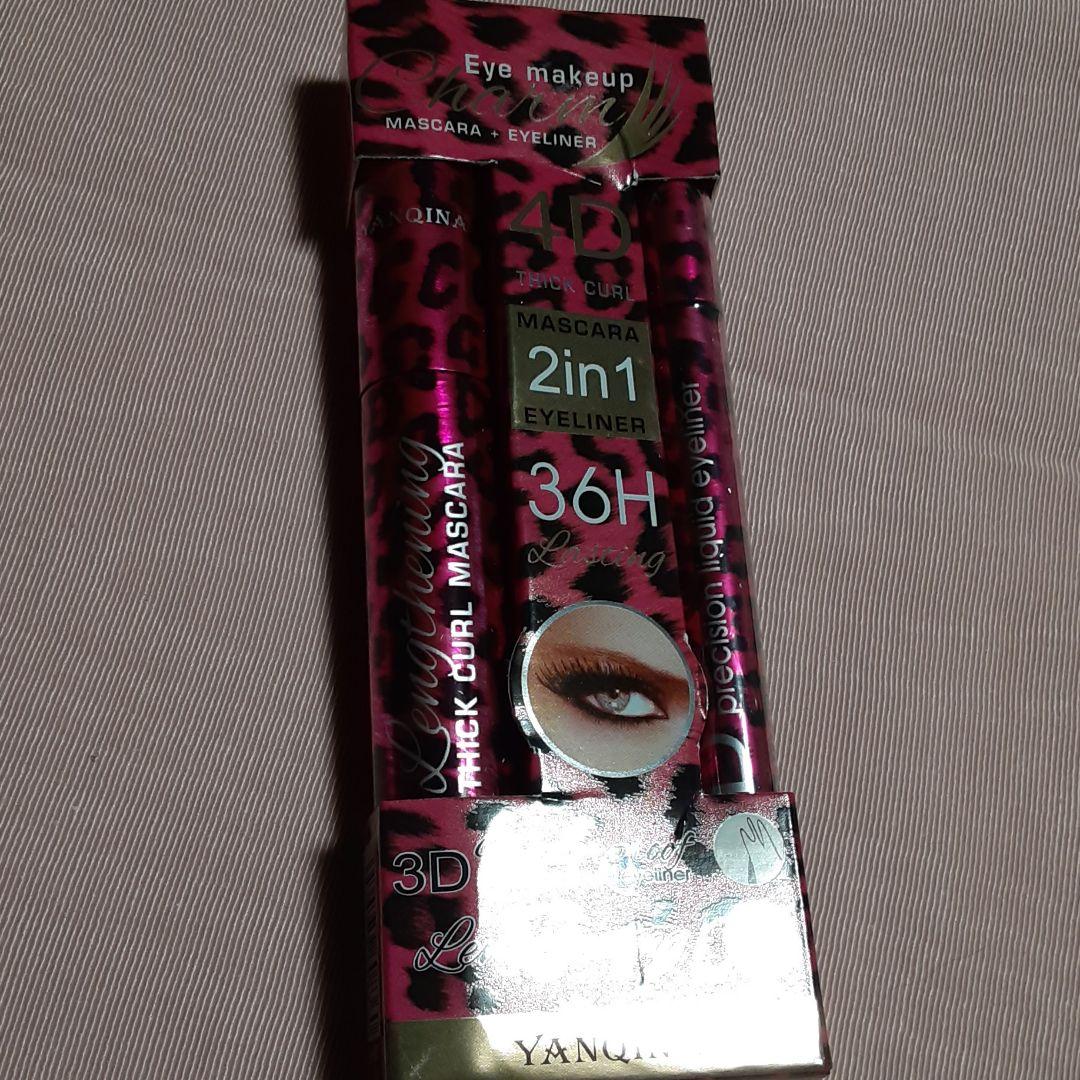 Eye makeup
Charm
MASCARA + EYELINER
YANQINA
4D
THICK CURL
MASCARA
2in1
EYELINER
36H
Lasting
Lengthening
THICK CURL MASCARA
precision liquid eyeliner
3D
eyeliner